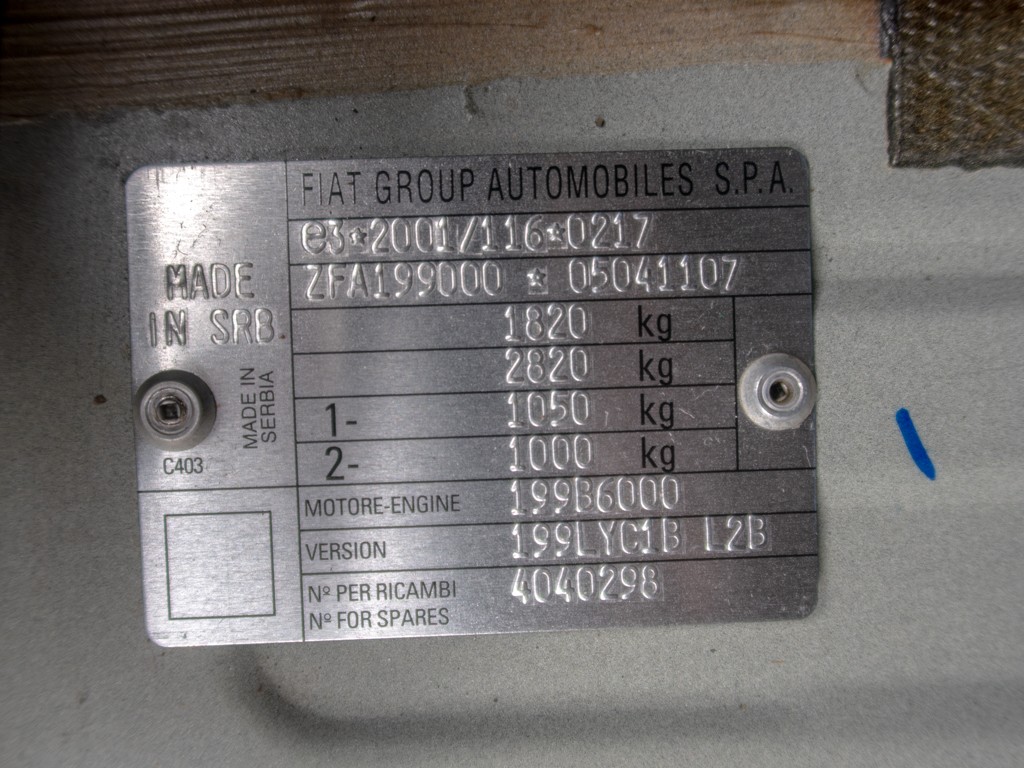 FIAT GROUP AUTOMOBILES S.P.A.
e3*2001/116*0217
ZFA199000 * 05041107
MADE
IN SRB.
1820 kg
2820 kg
1- 1050 kg
2- 1000 kg
MADE IN
SERBIA
C403
MOTORE-ENGINE 199B6000
VERSION 199LYC1B L2B
Nº PER RICAMBI 4040298
Nº FOR SPARES